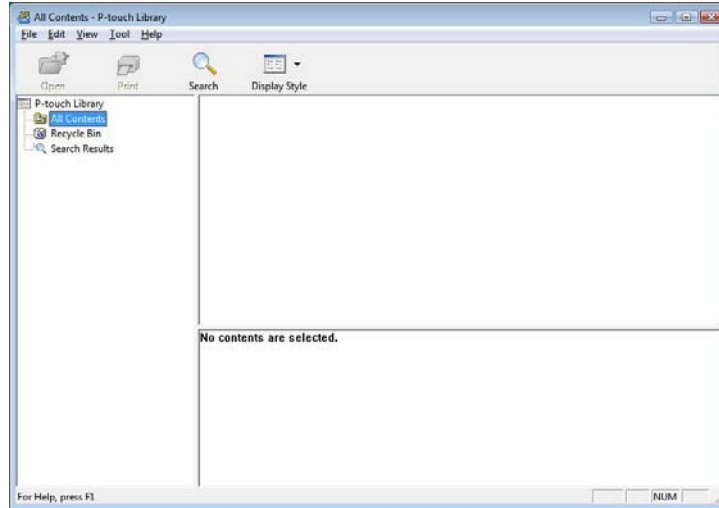 All Contents - P-touch Library
File Edit View Tool Help
Open Print Search Display Style
P-touch Library
All Contents
Recycle Bin
Search Results
No contents are selected.
For Help, press F1
NUM